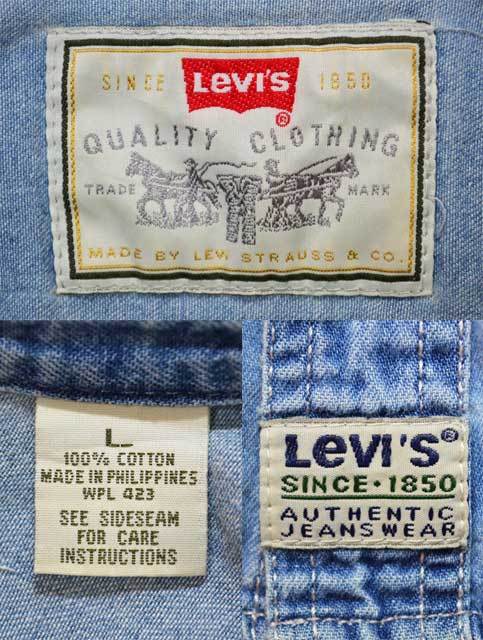 SINCE LEVI'S 1850
®
QUALITY CLOTHING
TRADE MARK
MADE BY LEVI STRAUSS & CO.
L
100% COTTON
MADE IN PHILIPPINES
WPL 423
SEE SIDESEAM
FOR CARE
INSTRUCTIONS
LEVI'S®
SINCE · 1850
AUTHENTIC
JEANSWEAR